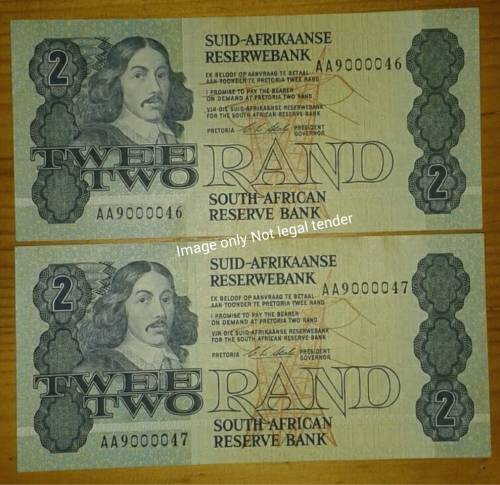 2
SUID-AFRIKAANSE
RESERWEBANK
AA9000046
EK BELOOF OP AANVRAAG TE BETAAL
AAN TOONDER TE PRETORIA TWEE RAND
I PROMISE TO PAY THE BEARER
ON DEMAND AT PRETORIA TWO RAND
VIR DIE SUID-AFRIKAANSE RESERWEBANK
FOR THE SOUTH AFRICAN RESERVE BANK
PRETORIA PRESIDENT
GOVERNOR
TWEE
TWO RAND
2
AA9000046
SOUTH AFRICAN
RESERVE BANK
Image only Not legal tender
2
SUID-AFRIKAANSE
RESERWEBANK
AA9000047
EK BELOOF OP AANVRAAG TE BETAAL
AAN TOONDER TE PRETORIA TWEE RAND
I PROMISE TO PAY THE BEARER
ON DEMAND AT PRETORIA TWO RAND
VIR DIE SUID-AFRIKAANSE RESERWEBANK
FOR THE SOUTH AFRICAN RESERVE BANK
PRETORIA PRESIDENT
GOVERNOR
TWEE
TWO RAND
2
AA9000047
SOUTH AFRICAN
RESERVE BANK